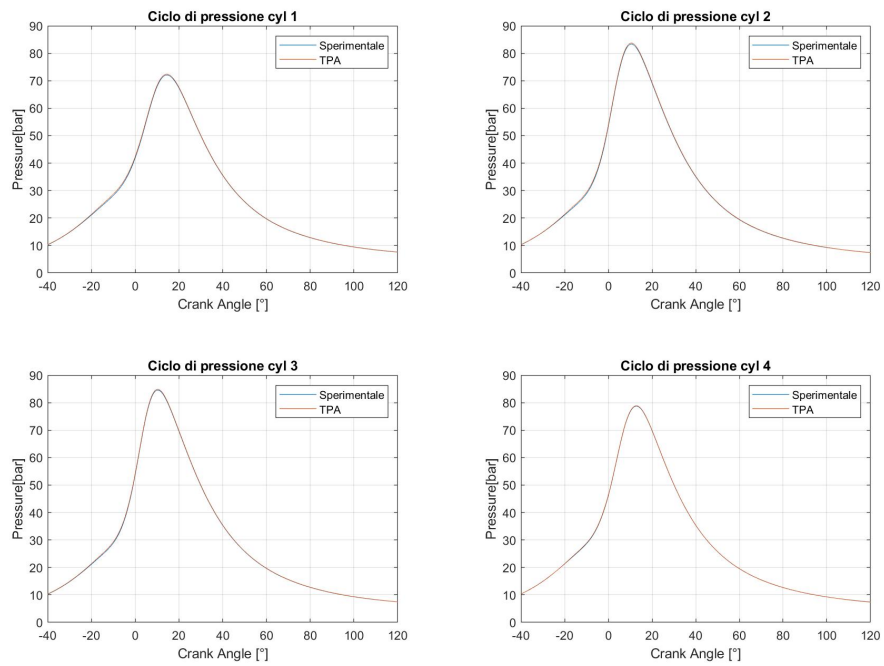 Ciclo di pressione cyl 1
90
80
70
60
50
40
30
20
10
0
Pressure[bar]
Sperimentale
TPA
-40 -20 0 20 40 60 80 100 120
Crank Angle [°]
Ciclo di pressione cyl 2
90
80
70
60
50
40
30
20
10
0
Pressure[bar]
Sperimentale
TPA
-40 -20 0 20 40 60 80 100 120
Crank Angle [°]
Ciclo di pressione cyl 3
90
80
70
60
50
40
30
20
10
0
Pressure[bar]
Sperimentale
TPA
-40 -20 0 20 40 60 80 100 120
Crank Angle [°]
Ciclo di pressione cyl 4
90
80
70
60
50
40
30
20
10
0
Pressure[bar]
Sperimentale
TPA
-40 -20 0 20 40 60 80 100 120
Crank Angle [°]